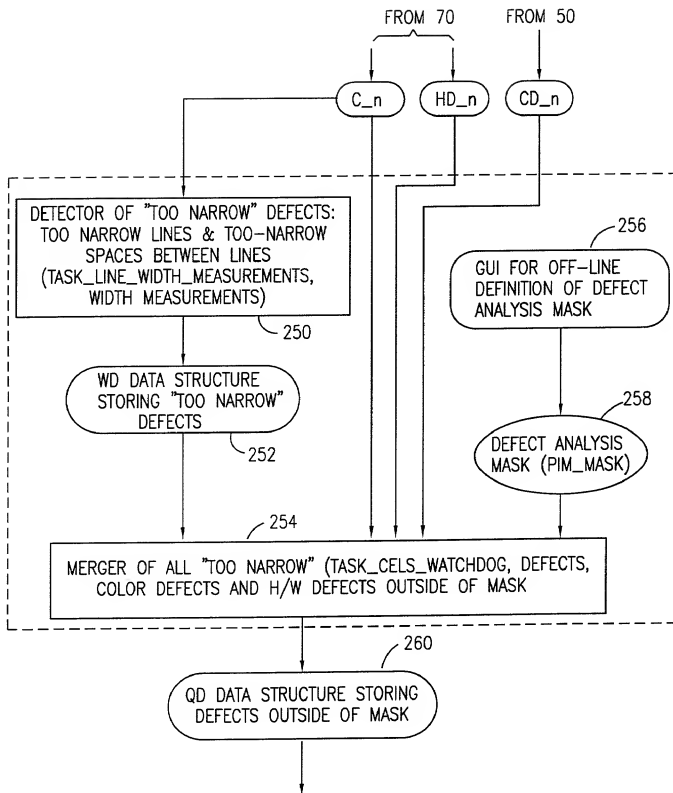 FROM 70
FROM 50
C_n
HD_n
CD_n
DETECTOR OF "TOO NARROW" DEFECTS:
TOO NARROW LINES & TOO-NARROW
SPACES BETWEEN LINES
(TASK_LINE_WIDTH_MEASUREMENTS,
WIDTH MEASUREMENTS)
250
256
GUI FOR OFF-LINE
DEFINITION OF DEFECT
ANALYSIS MASK
WD DATA STRUCTURE
STORING "TOO NARROW"
DEFECTS
252
258
DEFECT ANALYSIS
MASK (PIM_MASK)
254
MERGER OF ALL "TOO NARROW" (TASK_CELS_WATCHDOG, DEFECTS,
COLOR DEFECTS AND H/W DEFECTS OUTSIDE OF MASK
260
QD DATA STRUCTURE STORING
DEFECTS OUTSIDE OF MASK